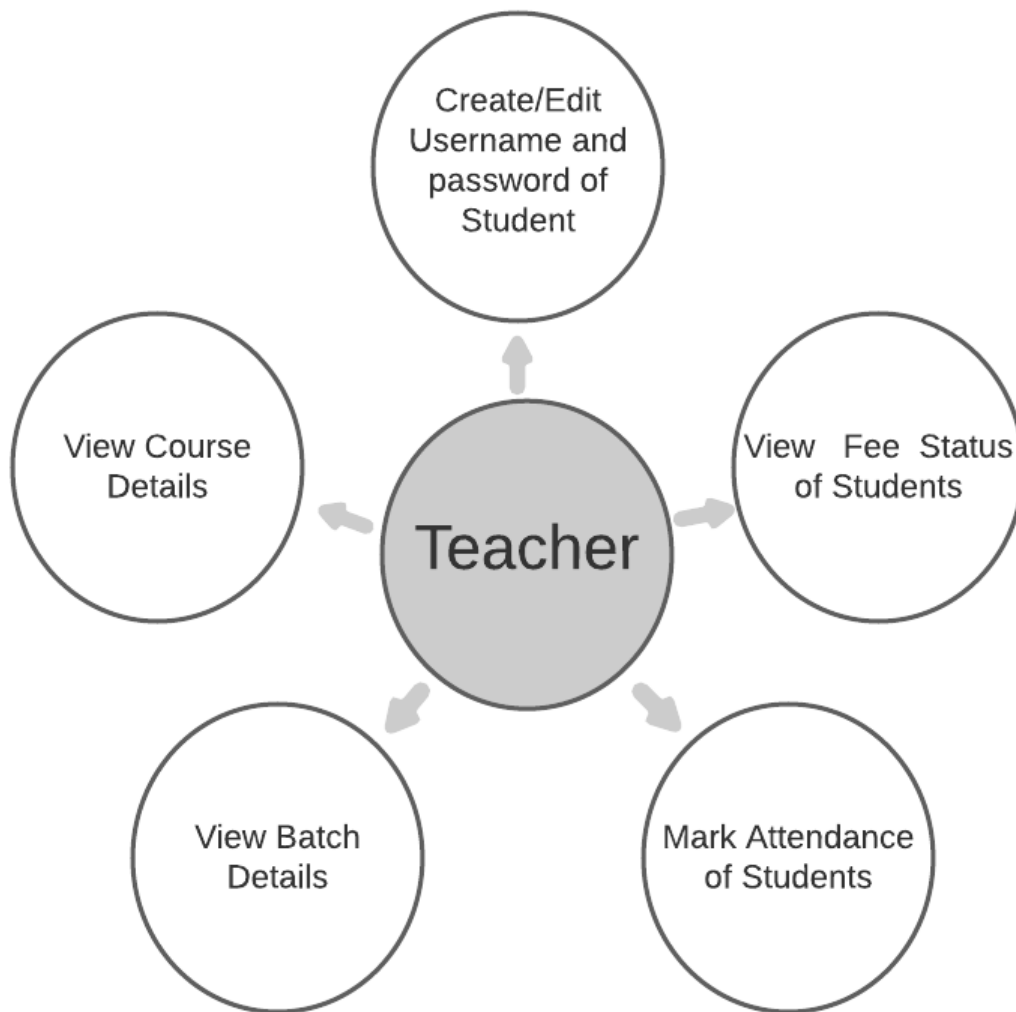 Create/Edit
Username and
password of
Student
View Course
Details
View Fee Status
of Students
Teacher
View Batch
Details
Mark Attendance
of Students